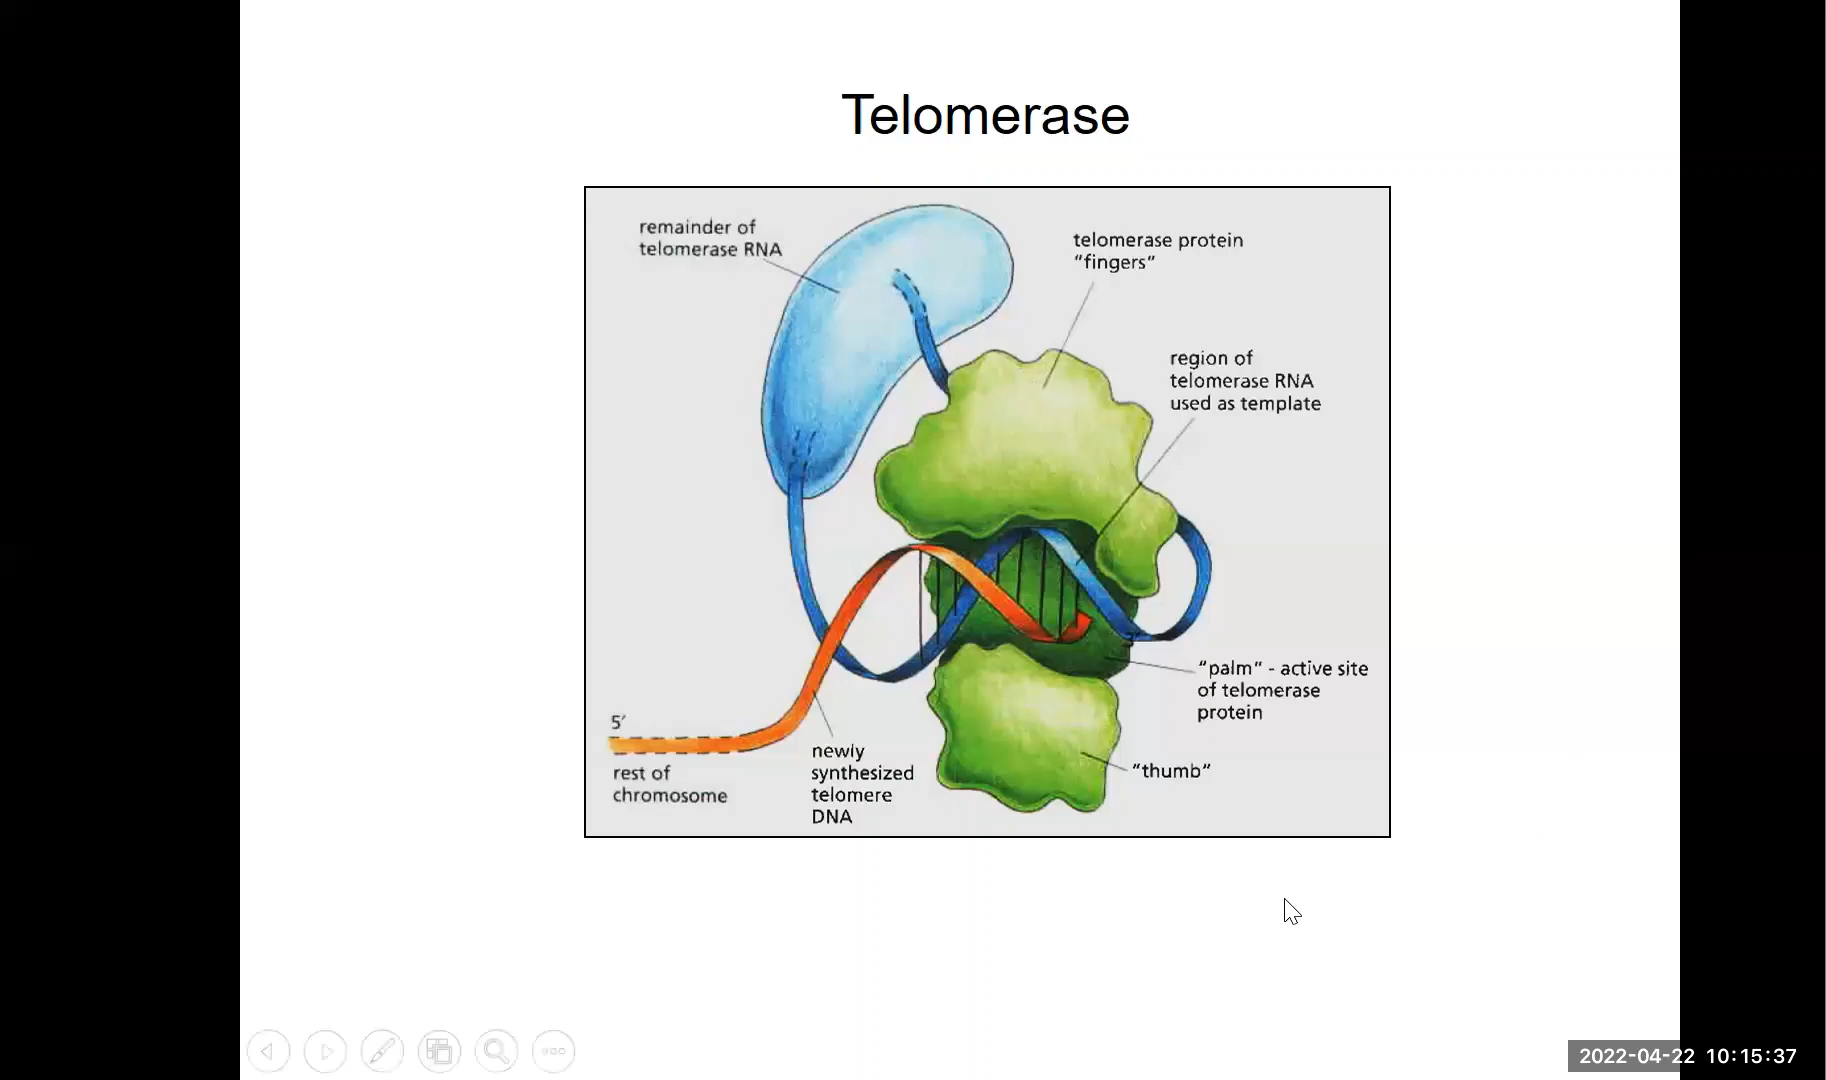 Telomerase
remainder of
telomerase RNA
telomerase protein
“fingers”
region of
telomerase RNA
used as template
“palm” - active site
of telomerase
protein
5′
rest of
chromosome
newly
synthesized
telomere
DNA
“thumb”
2022-04-22 10:15:37